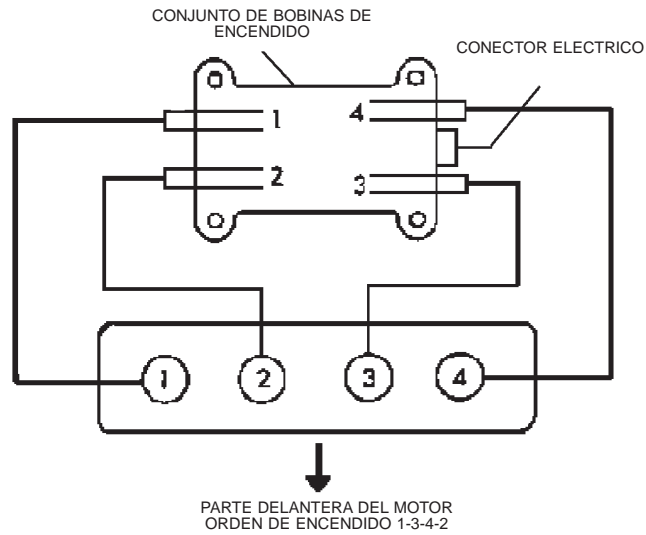 CONJUNTO DE BOBINAS DE
ENCENDIDO
CONECTOR ELECTRICO
1 4
2 3
1 2 3 4
PARTE DELANTERA DEL MOTOR
ORDEN DE ENCENDIDO 1-3-4-2